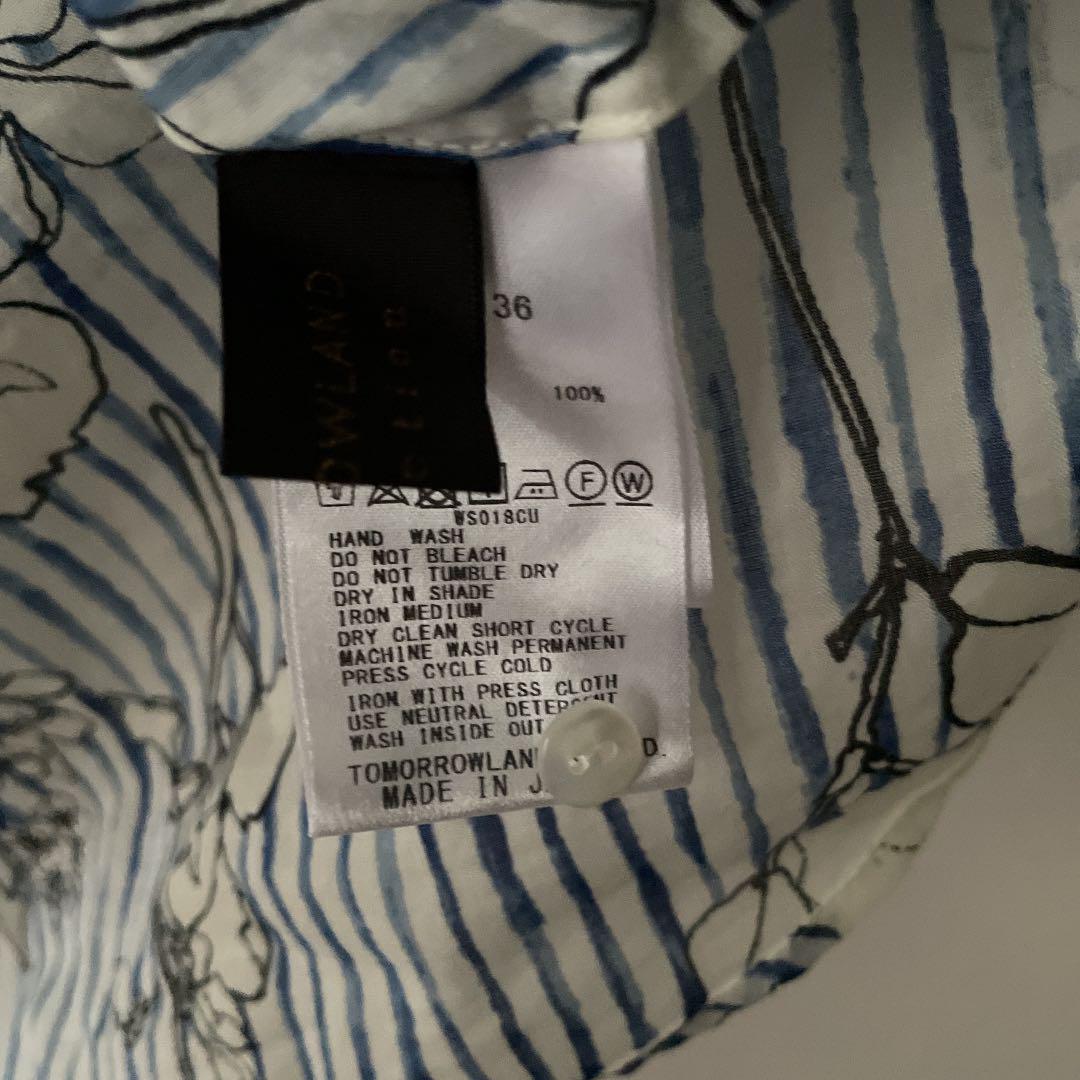 36
100%
F W
WS018CU
HAND WASH
DO NOT BLEACH
DO NOT TUMBLE DRY
DRY IN SHADE
IRON MEDIUM
DRY CLEAN SHORT CYCLE
MACHINE WASH PERMANENT
PRESS CYCLE COLD
IRON WITH PRESS CLOTH
USE NEUTRAL
WASH INSIDE OUT
MADE IN